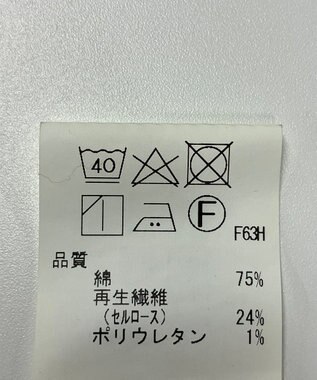 40
F
F63H
品質
綿 75%
再生繊維
(セルロース) 24%
ポリウレタン 1%